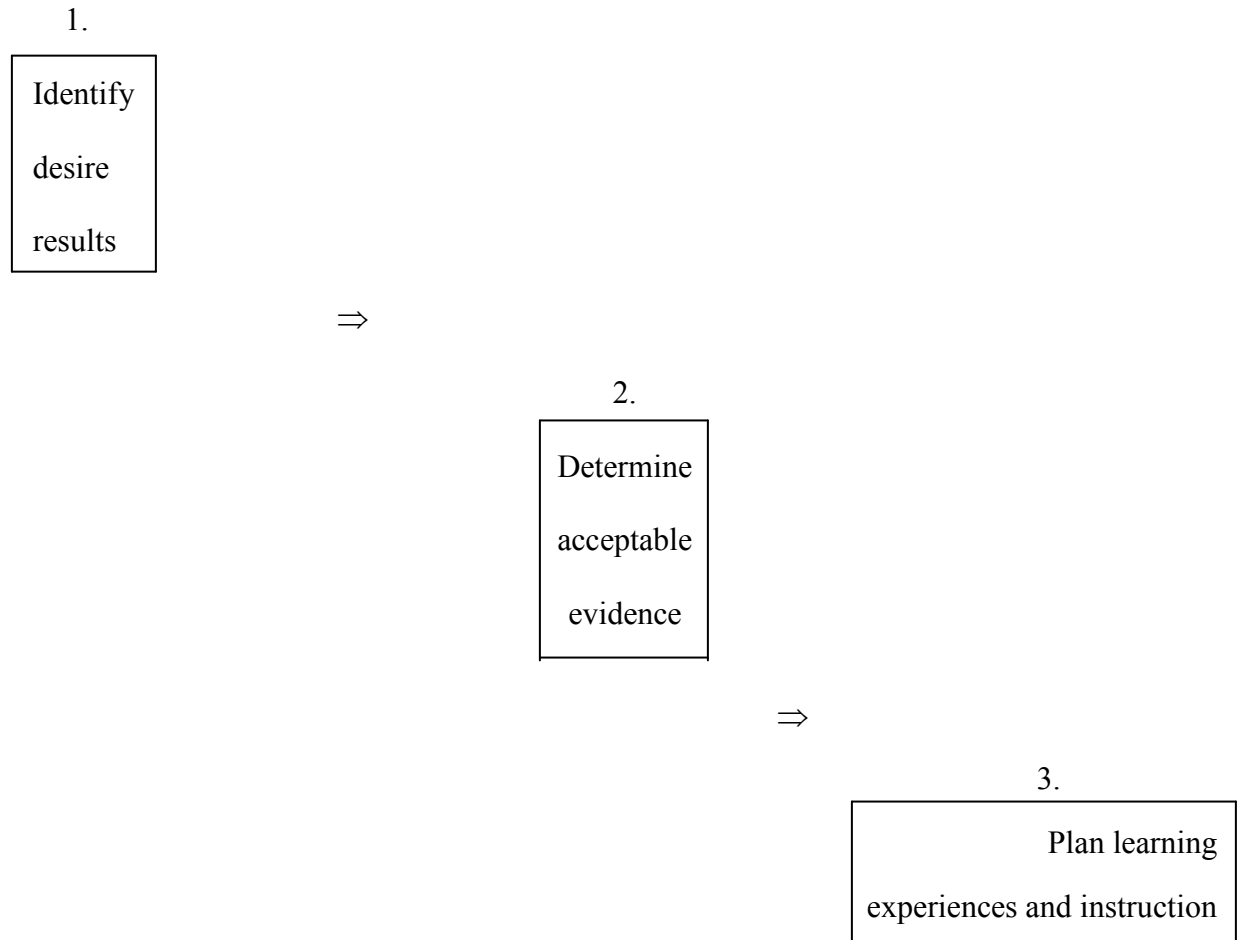 1.
Identify
desire
results
⇒
2.
Determine
acceptable
evidence
⇒
3.
Plan learning
experiences and instruction